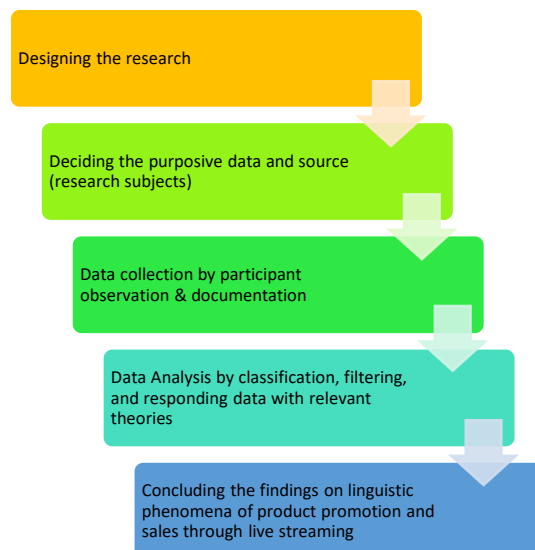 Designing the research
Deciding the purposive data and source
(research subjects)
Data collection by participant
observation & documentation
Data Analysis by classification, filtering,
and responding data with relevant
theories
Concluding the findings on linguistic
phenomena of product promotion and
sales through live streaming